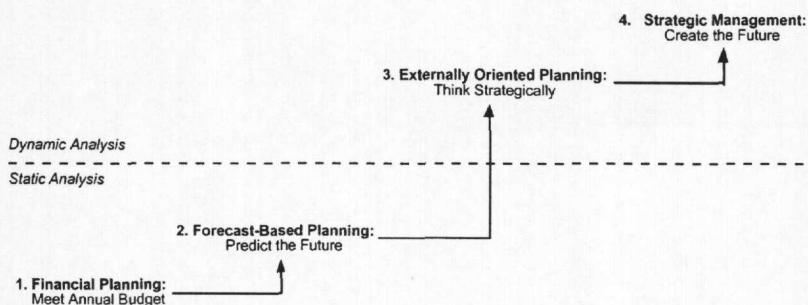 4. Strategic Management:
Create the Future
3. Externally Oriented Planning:
Think Strategically
Dynamic Analysis
Static Analysis
2. Forecast-Based Planning:
Predict the Future
1. Financial Planning:
Meet Annual Budget